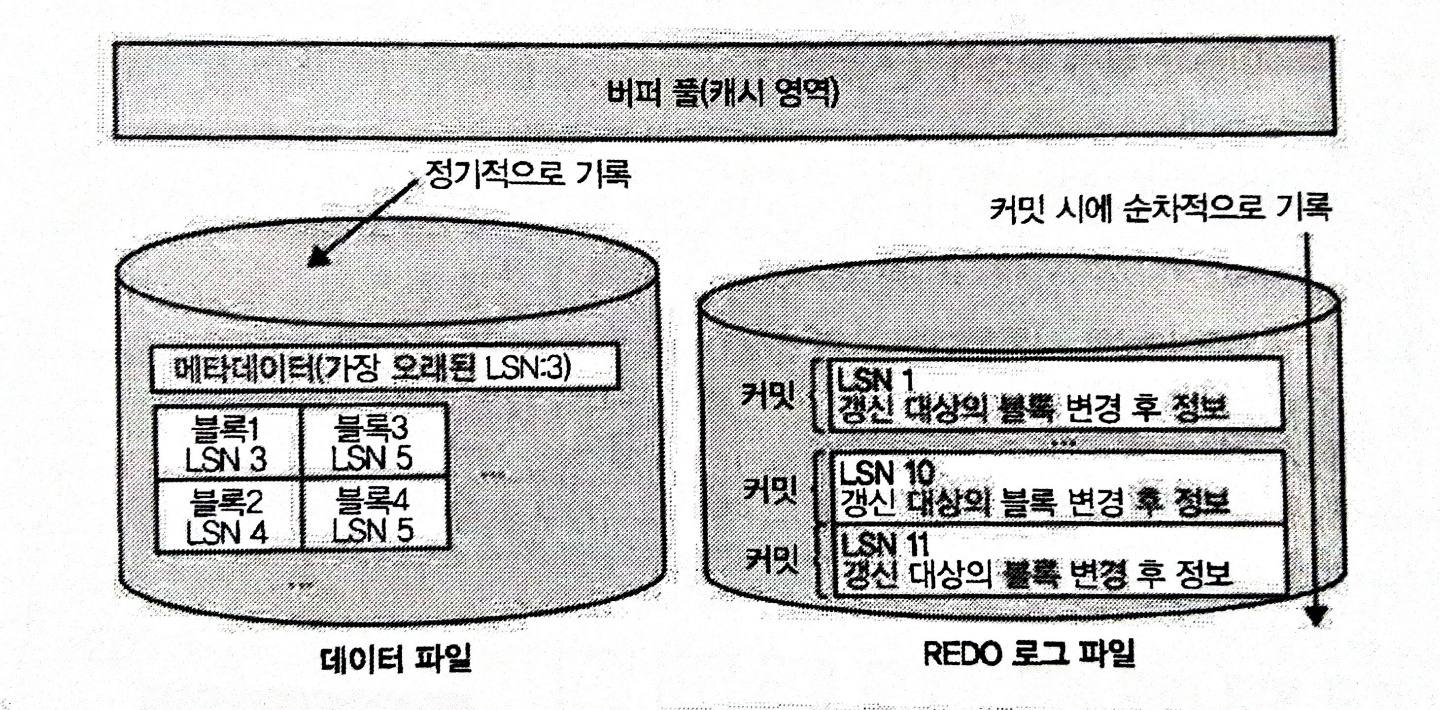 버퍼 풀(캐시 영역)
정기적으로 기록
커밋 시에 순차적으로 기록
메타데이터(가장 오래된 LSN:3)
블록1
LSN 3
블록3
LSN 5
...
블록2
LSN 4
블록4
LSN 5
...
데이터 파일
커밋
LSN 1
갱신 대상의 블록 변경 후 정보
...
커밋
LSN 10
갱신 대상의 블록 변경 후 정보
커밋
LSN 11
갱신 대상의 블록 변경 후 정보
REDO 로그 파일